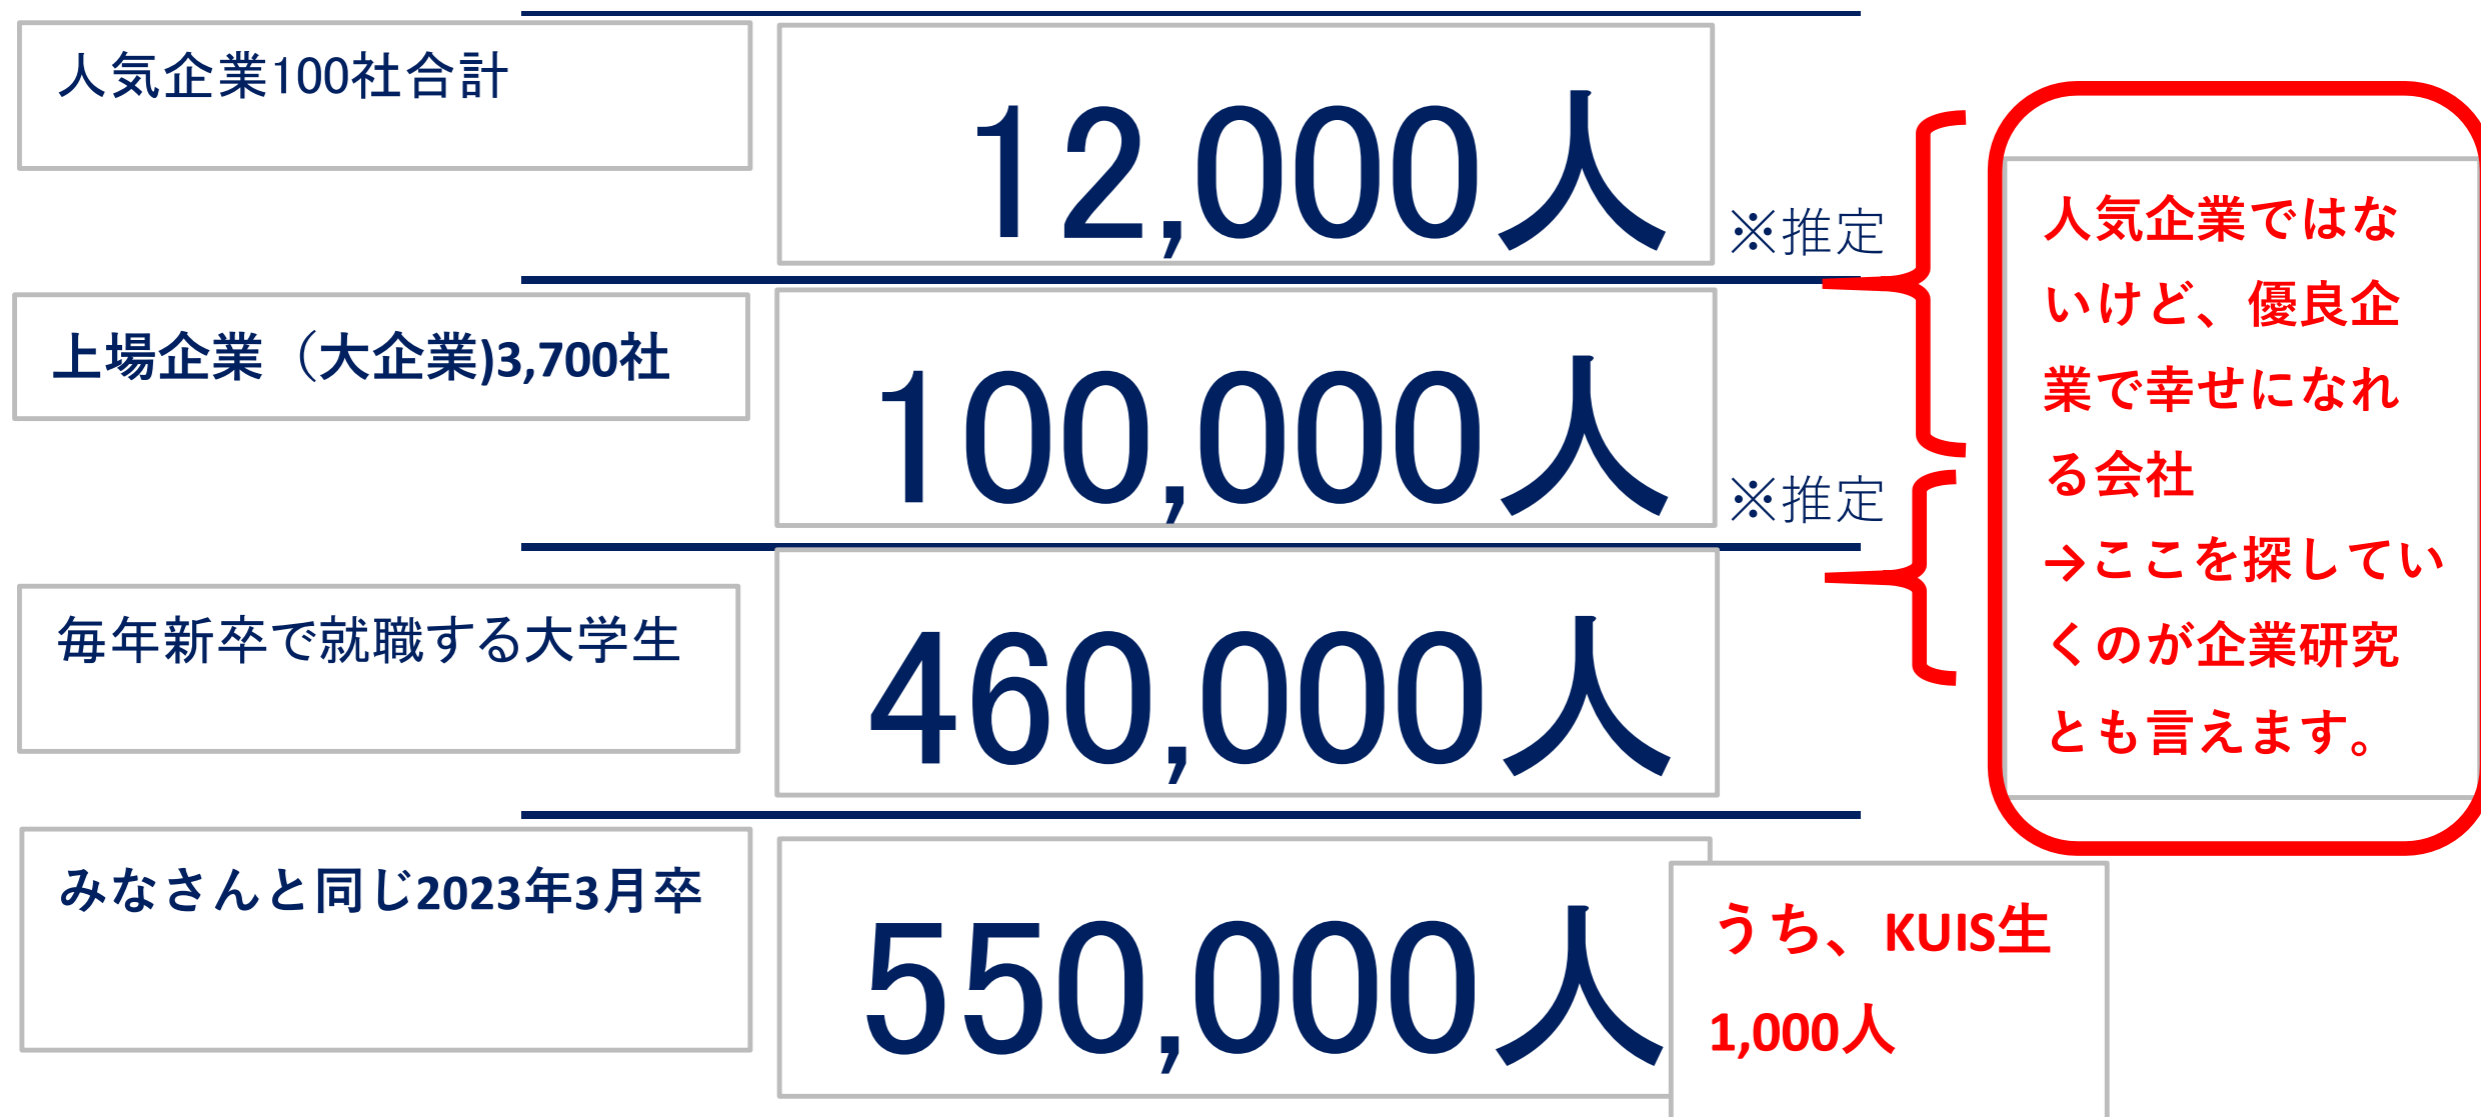 人気企業100社合計
12,000人
※推定
上場企業（大企業)3,700社
100,000人
※推定
毎年新卒で就職する大学生
460,000人
みなさんと同じ2023年3月卒
550,000人
うち、KUIS生
1,000人
人気企業ではな
いけど、優良企
業で幸せになれ
る会社
→ここを探してい
くのが企業研究
とも言えます。